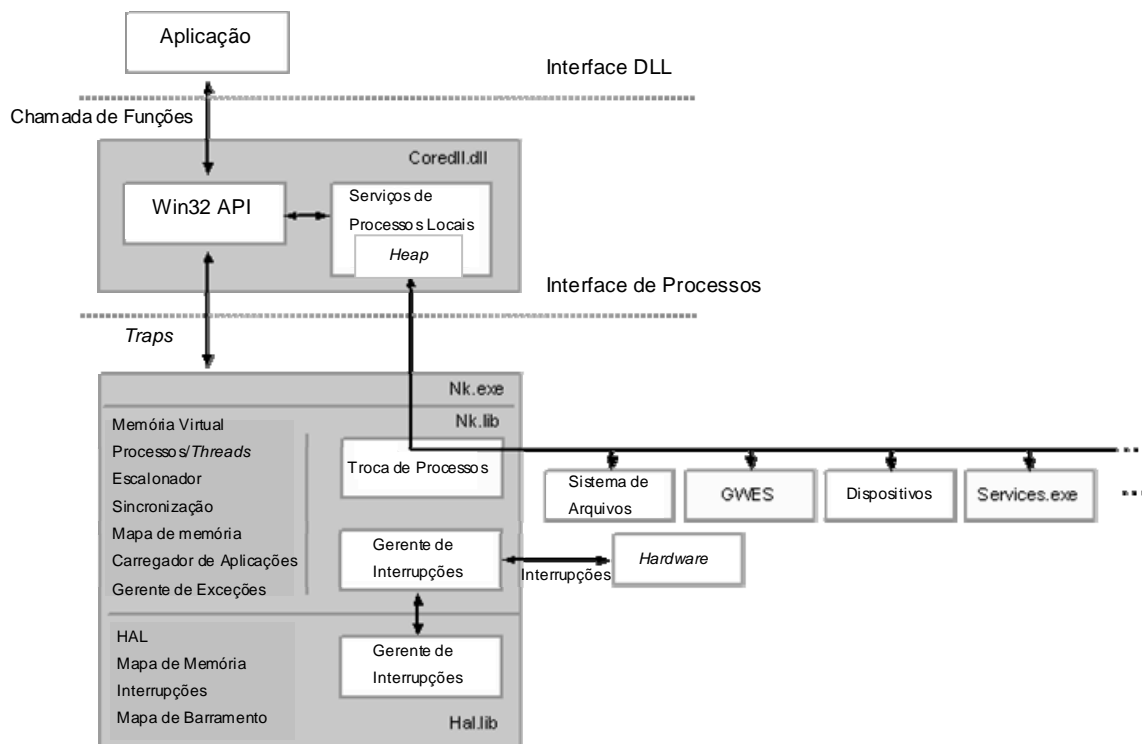 Aplicação
Interface DLL
Chamada de Funções
Coredll.dll
Win32 API
Serviços de
Processos Locais
Heap
Interface de Processos
Traps
Nk.exe
Nk.lib
Memória Virtual
Processos/Threads
Escalonador
Sincronização
Mapa de memória
Carregador de Aplicações
Gerente de Exceções
Troca de Processos
Sistema de
Arquivos
GWES
Dispositivos
Services.exe
Gerente de
Interrupções
Interrupções
Hardware
HAL
Mapa de Memória
Interrupções
Mapa de Barramento
Gerente de
Interrupções
Hal.lib